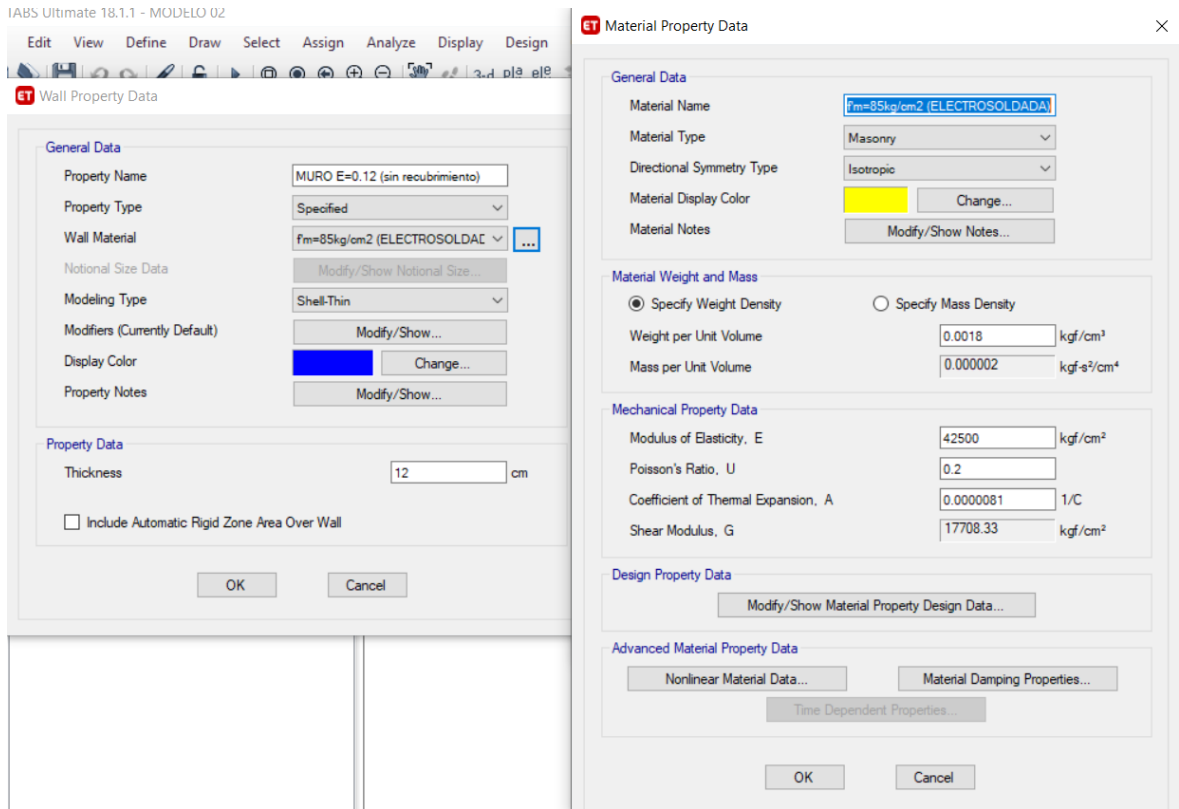 TABS Ultimate 18.1.1 - MODELO 02
Edit View Define Draw Select Assign Analyze Display Design
3-d pla ele
ET Wall Property Data
General Data
Property Name MURO E=0.12 (sin recubrimiento)
Property Type Specified
Wall Material f'm=85kg/cm2 (ELECTROSOLDAD ...
Notional Size Data Modify/Show Notional Size...
Modeling Type Shell-Thin
Modifiers (Currently Default) Modify/Show...
Display Color Change...
Property Notes Modify/Show...
Property Data
Thickness 12 cm
Include Automatic Rigid Zone Area Over Wall
OK Cancel
ET Material Property Data
General Data
Material Name f'm=85kg/cm2 (ELECTROSOLDADA)
Material Type Masonry
Directional Symmetry Type Isotropic
Material Display Color Change...
Material Notes Modify/Show Notes...
Material Weight and Mass
Specify Weight Density Specify Mass Density
Weight per Unit Volume 0.0018 kgf/cm³
Mass per Unit Volume 0.000002 kgf-s²/cm⁴
Mechanical Property Data
Modulus of Elasticity, E 42500 kgf/cm²
Poisson's Ratio, U 0.2
Coefficient of Thermal Expansion, A 0.0000081 1/C
Shear Modulus, G 17708.33 kgf/cm²
Design Property Data
Modify/Show Material Property Design Data...
Advanced Material Property Data
Nonlinear Material Data... Material Damping Properties...
Time Dependent Properties...
OK Cancel